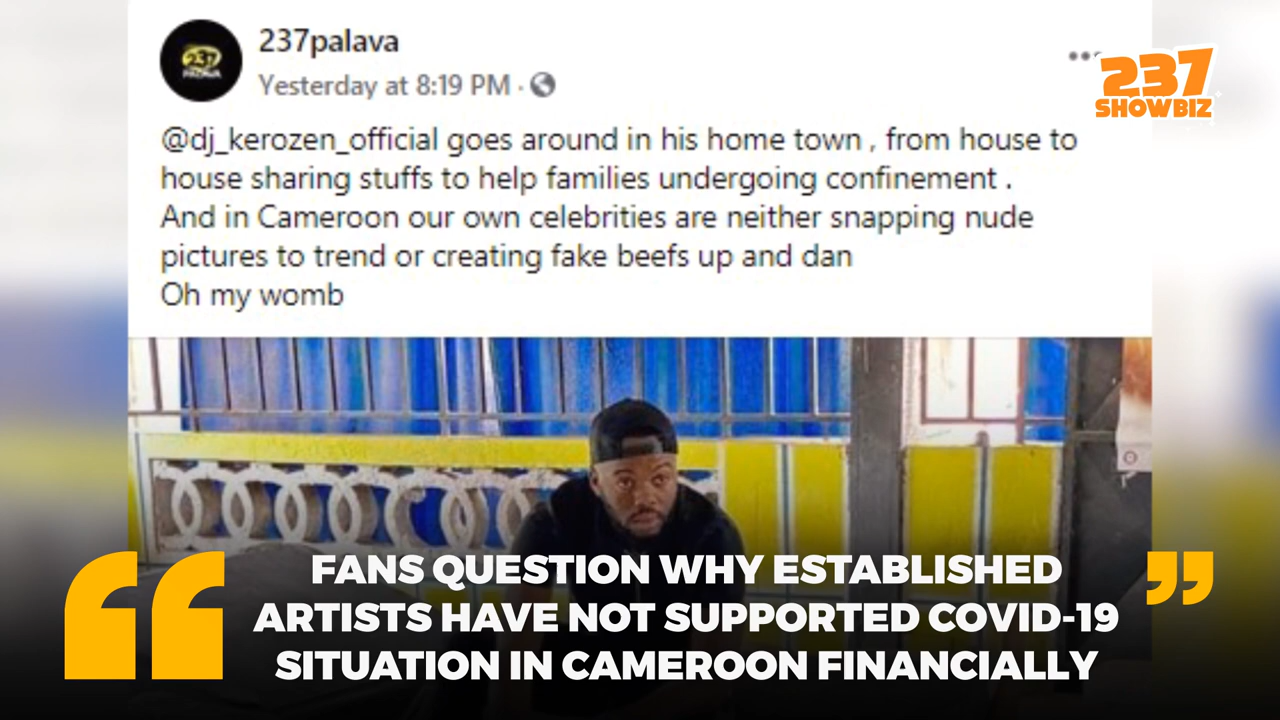 237palava
Yesterday at 8:19 PM ·
237
SHOWBIZ
237
PALAVA
@dj_kerozen_official goes around in his home town , from house to
house sharing stuffs to help families undergoing confinement .
And in Cameroon our own celebrities are neither snapping nude
pictures to trend or creating fake beefs up and dan
Oh my womb
“ FANS QUESTION WHY ESTABLISHED ”
ARTISTS HAVE NOT SUPPORTED COVID-19
SITUATION IN CAMEROON FINANCIALLY